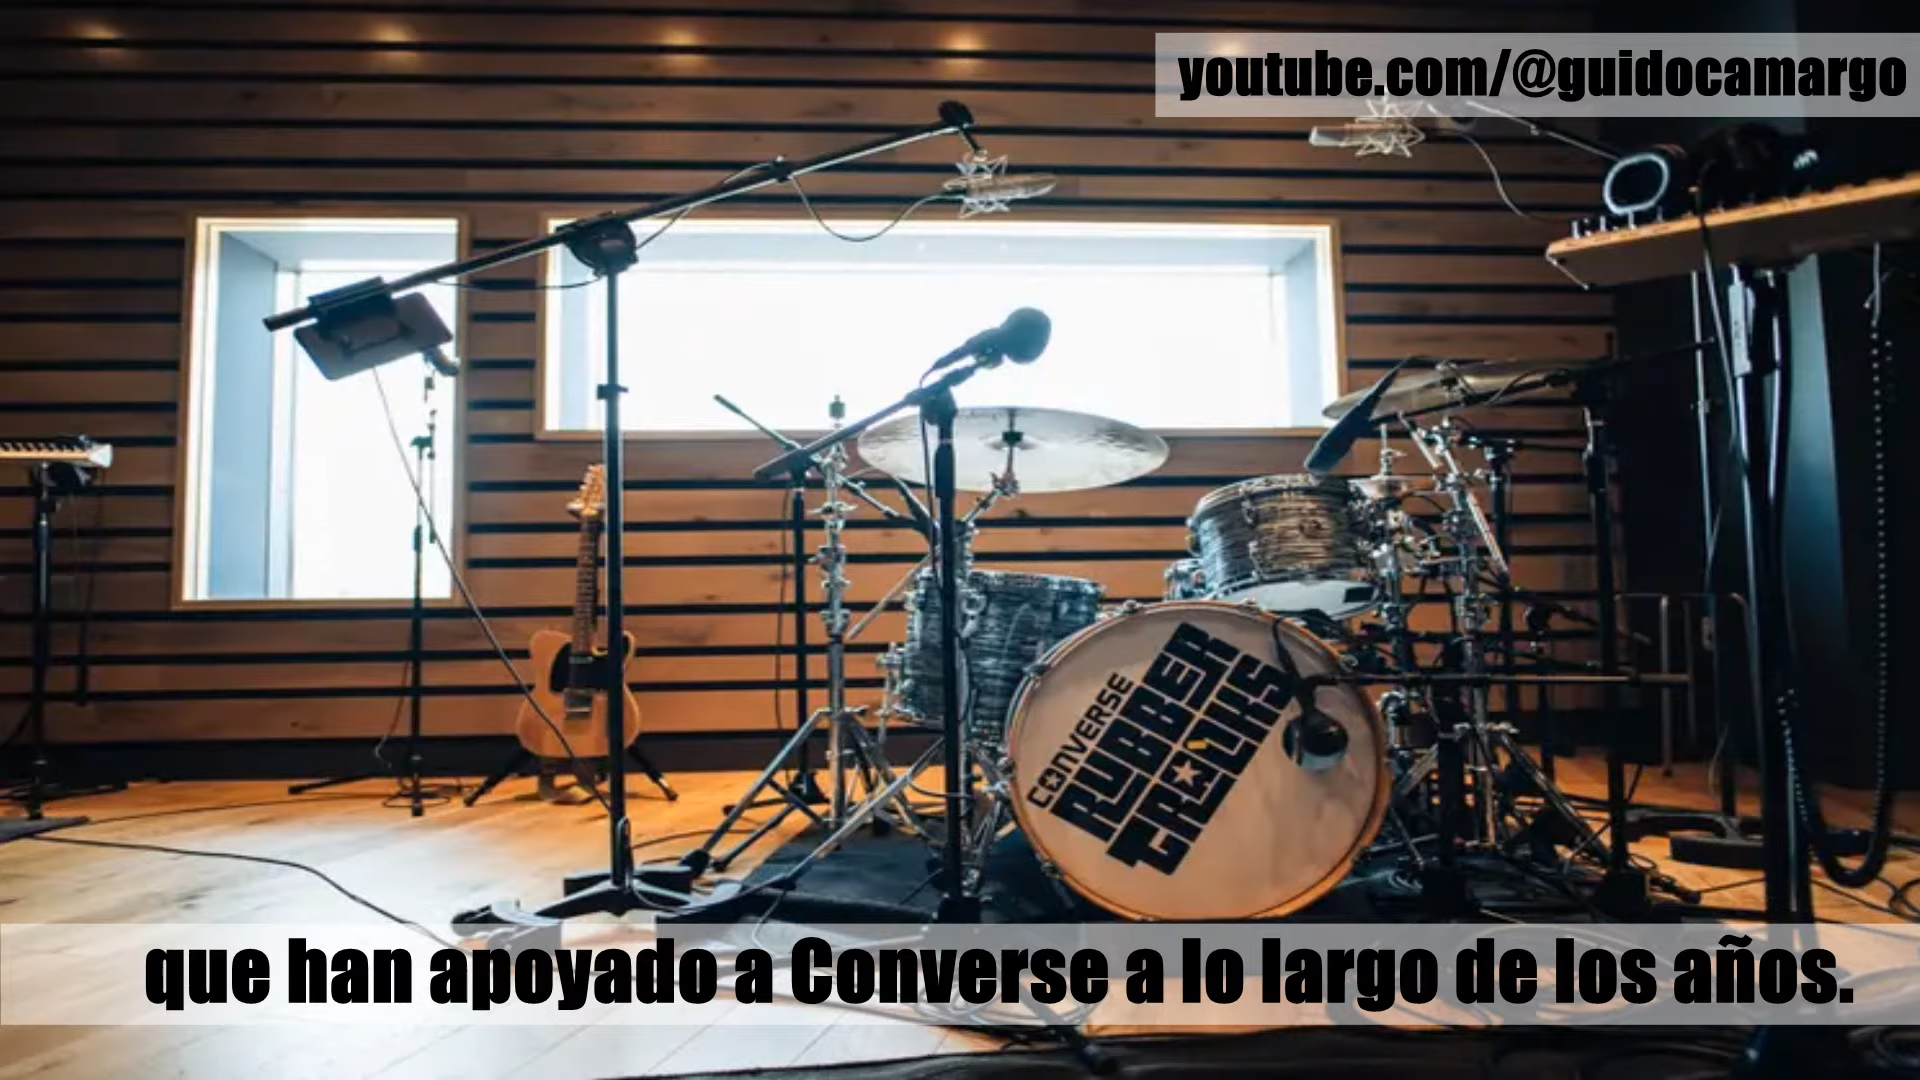 youtube.com/@guidocamargo
CONVERSE
RUBBER
TRACKS
que han apoyado a Converse a lo largo de los años.